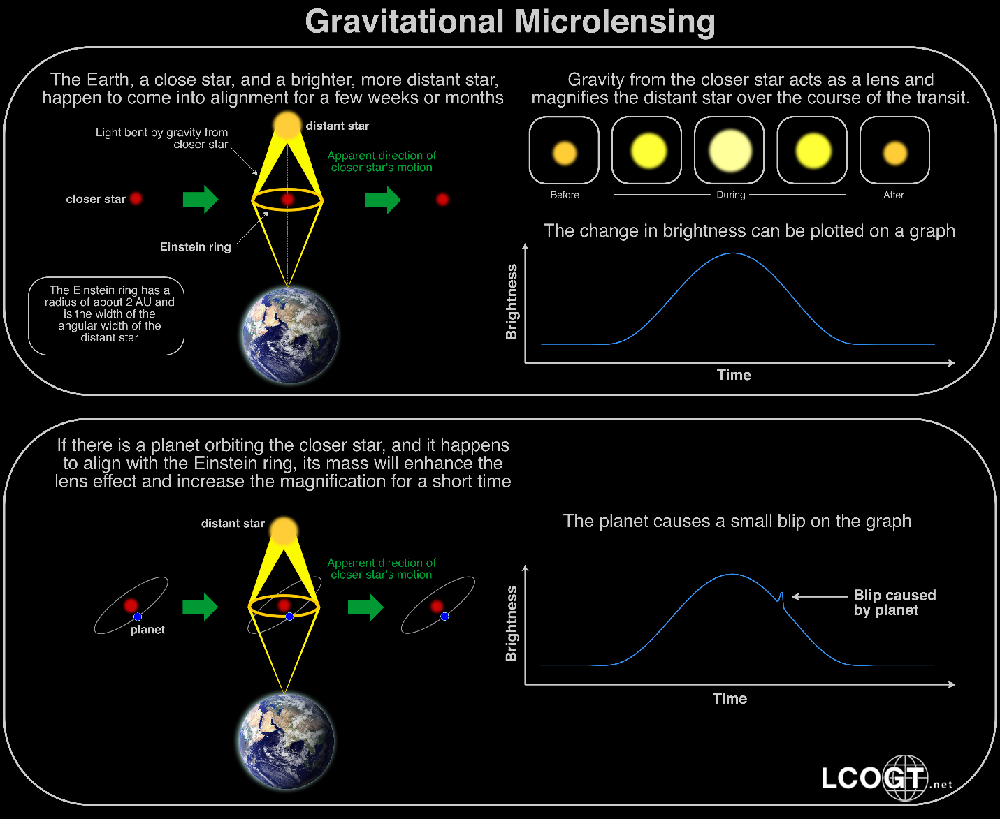 Gravitational Microlensing
The Earth, a close star, and a brighter, more distant star,
happen to come into alignment for a few weeks or months
Light bent by gravity from
closer star
distant star
Apparent direction of
closer star's motion
closer star
Einstein ring
The Einstein ring has a
radius of about 2 AU and
is the width of the
angular width of the
distant star
Gravity from the closer star acts as a lens and
magnifies the distant star over the course of the transit.
Before
During
After
The change in brightness can be plotted on a graph
Brightness
Time
If there is a planet orbiting the closer star, and it happens
to align with the Einstein ring, its mass will enhance the
lens effect and increase the magnification for a short time
distant star
Apparent direction of
closer star's motion
planet
The planet causes a small blip on the graph
Brightness
Blip caused
by planet
Time
LCOGT.net